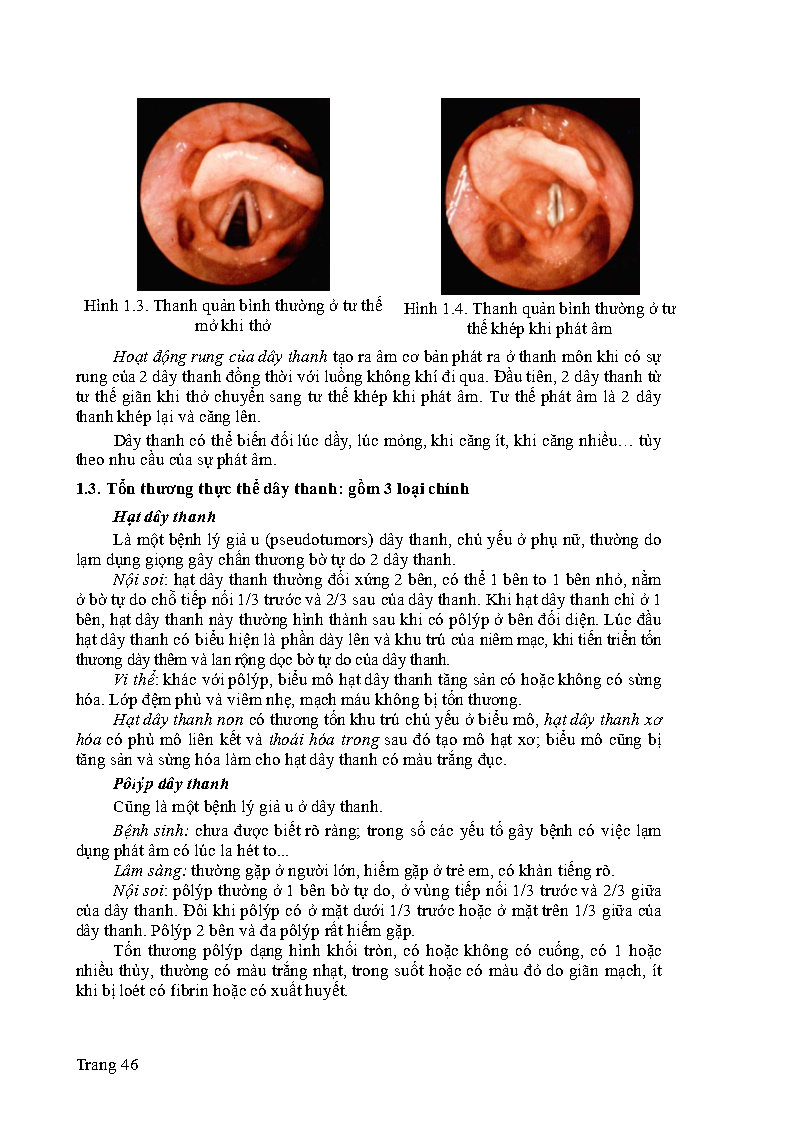 Hình 1.3. Thanh quản bình thường ở tư thế
mở khi thở
Hình 1.4. Thanh quản bình thường ở tư
thế khép khi phát âm
Hoạt động rung của dây thanh tạo ra âm cơ bản phát ra ở thanh môn khi có sự
rung của 2 dây thanh đồng thời với luồng không khí đi qua. Đầu tiên, 2 dây thanh từ
tư thế giãn khi thở chuyển sang tư thế khép khi phát âm. Tư thế phát âm là 2 dây
thanh khép lại và căng lên.
Dây thanh có thể biến đổi lúc dầy, lúc mỏng, khi căng ít, khi căng nhiều… tùy
theo nhu cầu của sự phát âm.
1.3. Tổn thương thực thể dây thanh: gồm 3 loại chính
Hạt dây thanh
Là một bệnh lý giả u (pseudotumors) dây thanh, chủ yếu ở phụ nữ, thường do
lạm dụng giọng gây chấn thương bờ tự do 2 dây thanh.
Nội soi: hạt dây thanh thường đối xứng 2 bên, có thể 1 bên to 1 bên nhỏ, nằm
ở bờ tự do chỗ tiếp nối 1/3 trước và 2/3 sau của dây thanh. Khi hạt dây thanh chỉ ở 1
bên, hạt dây thanh này thường hình thành sau khi có pôlýp ở bên đối diện. Lúc đầu
hạt dây thanh có biểu hiện là phần dày lên và khu trú của niêm mạc, khi tiến triển tổn
thương dày thêm và lan rộng dọc bờ tự do của dây thanh.
Vi thể: khác với pôlýp, biểu mô hạt dây thanh tăng sản có hoặc không có sừng
hóa. Lớp đệm phù và viêm nhẹ, mạch máu không bị tổn thương.
Hạt dây thanh non có thương tổn khu trú chủ yếu ở biểu mô, hạt dây thanh xơ
hóa có phù mô liên kết và thoái hóa trong sau đó tạo mô hạt xơ; biểu mô cũng bị
tăng sản và sừng hóa làm cho hạt dây thanh có màu trắng đục.
Pôlýp dây thanh
Cũng là một bệnh lý giả u ở dây thanh.
Bệnh sinh: chưa được biết rõ ràng; trong số các yếu tố gây bệnh có việc lạm
dụng phát âm có lúc la hét to...
Lâm sàng: thường gặp ở người lớn, hiếm gặp ở trẻ em, có khàn tiếng rõ.
Nội soi: pôlýp thường ở 1 bên bờ tự do, ở vùng tiếp nối 1/3 trước và 2/3 giữa
của dây thanh. Đôi khi pôlýp có ở mặt dưới 1/3 trước hoặc ở mặt trên 1/3 giữa của
dây thanh. Pôlýp 2 bên và đa pôlýp rất hiếm gặp.
Tổn thương pôlýp dạng hình khối tròn, có hoặc không có cuống, có 1 hoặc
nhiều thùy, thường có màu trắng nhạt, trong suốt hoặc có màu đỏ do giãn mạch, ít
khi bị loét có fibrin hoặc có xuất huyết.
Trang 46